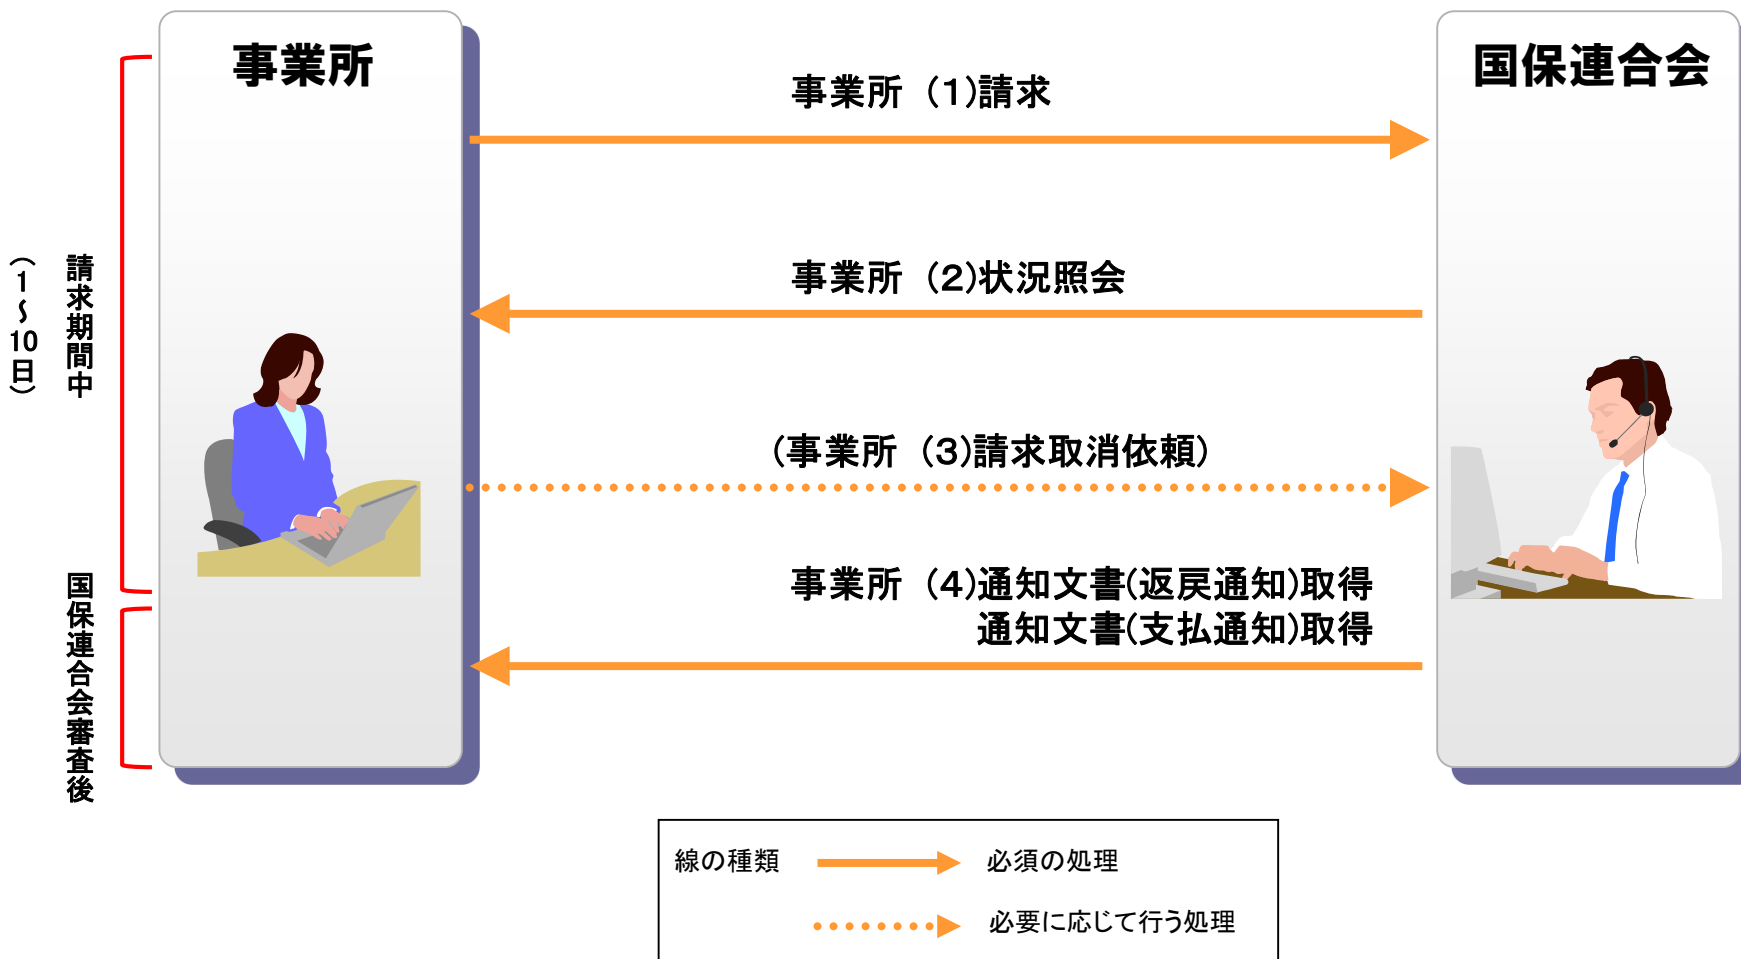 事業所
国保連合会
事業所 (1)請求
事業所 (2)状況照会
(事業所 (3)請求取消依頼)
事業所 (4)通知文書(返戻通知)取得
通知文書(支払通知)取得
請求期間中
(1~10日)
国保連合会審査後
線の種類 必須の処理
必要に応じて行う処理